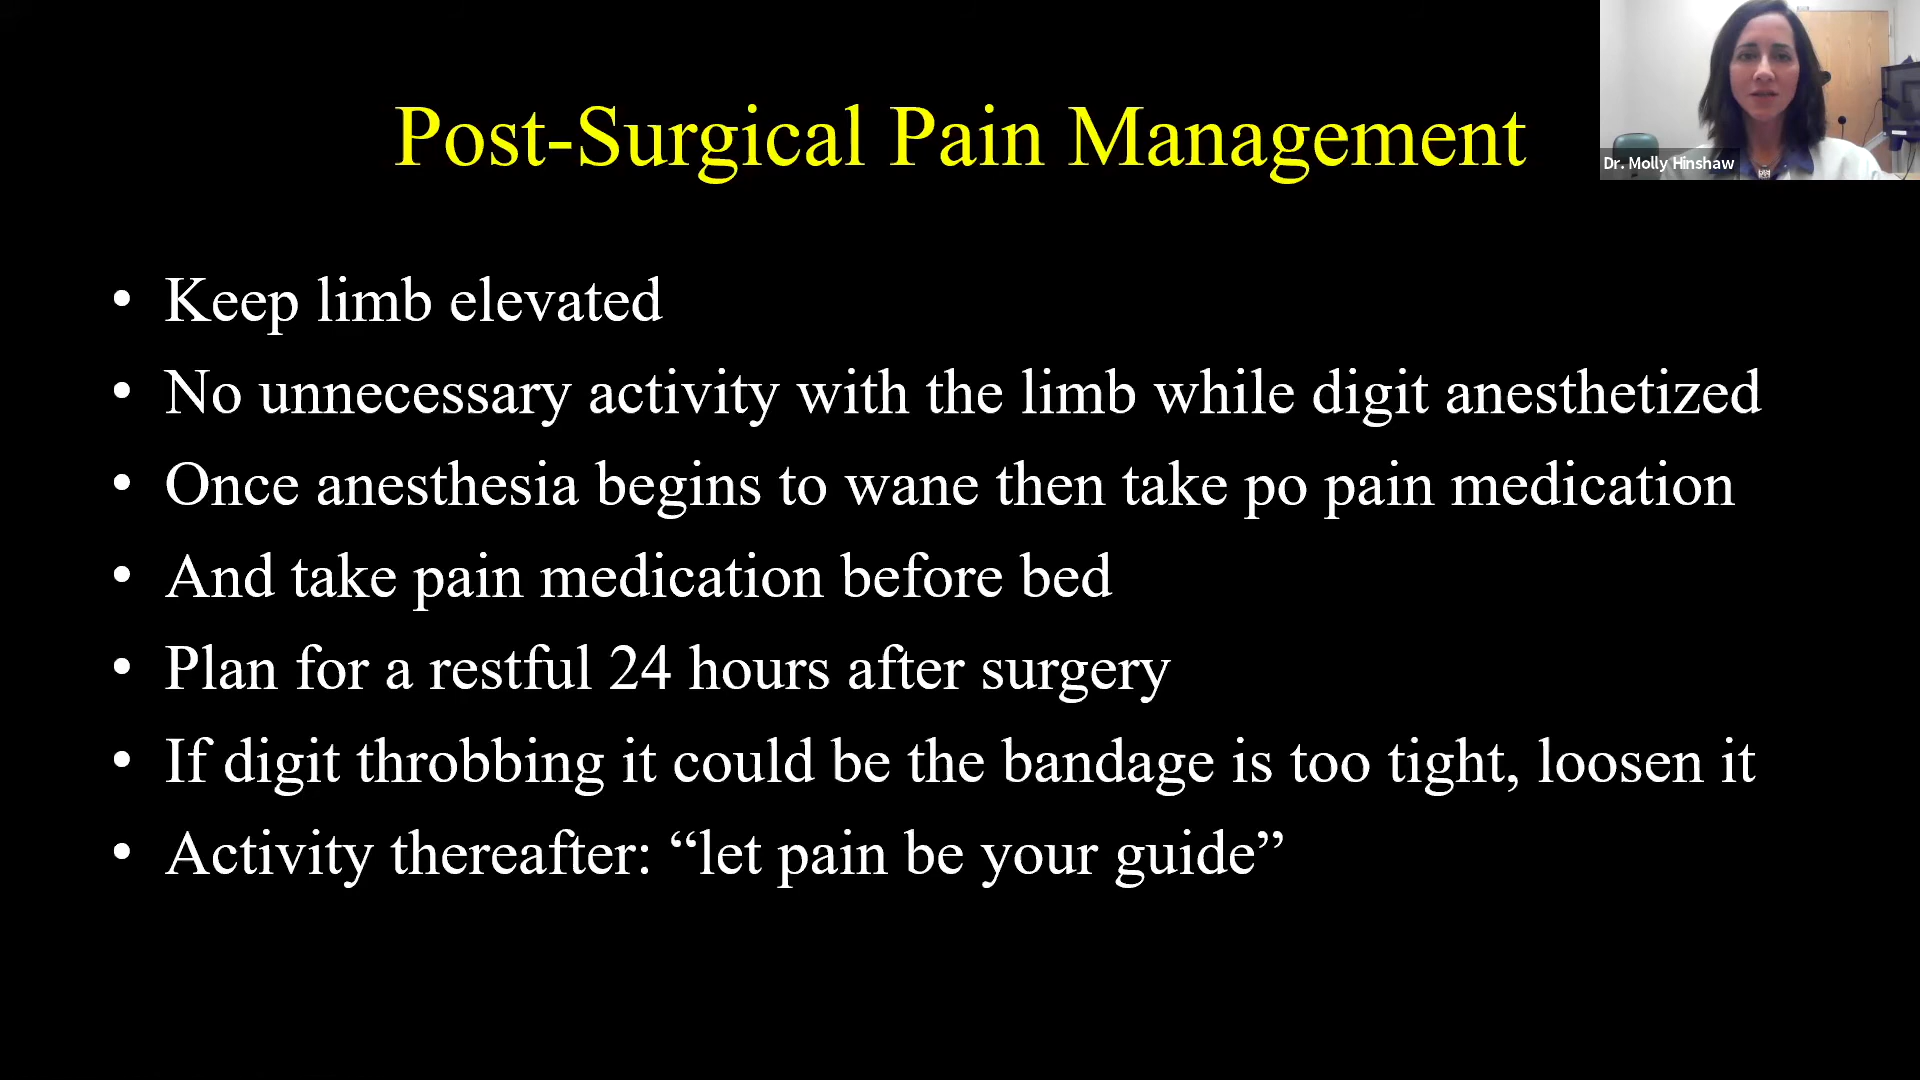 Post-Surgical Pain Management
Dr. Molly Hinshaw
• Keep limb elevated
• No unnecessary activity with the limb while digit anesthetized
• Once anesthesia begins to wane then take po pain medication
• And take pain medication before bed
• Plan for a restful 24 hours after surgery
• If digit throbbing it could be the bandage is too tight, loosen it
• Activity thereafter: “let pain be your guide”